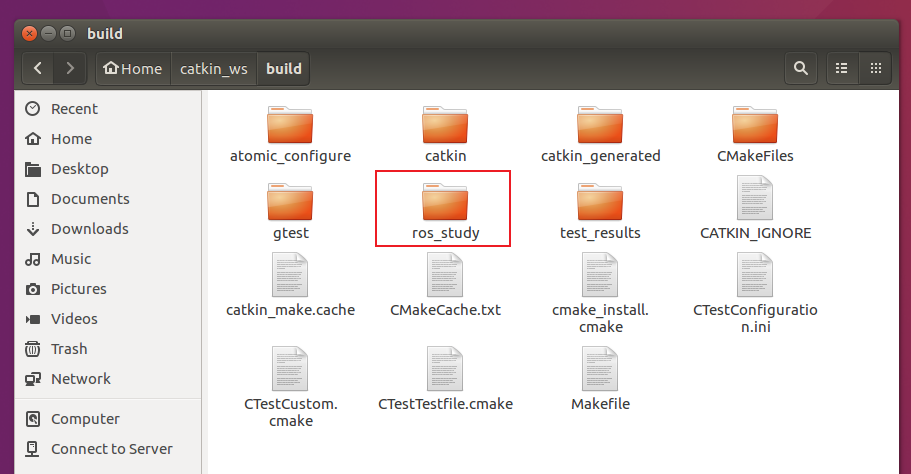 build
Home
catkin_ws
build
Recent
Home
Desktop
Documents
Downloads
Music
Pictures
Videos
Trash
Network
Computer
Connect to Server
atomic_configure
catkin
catkin_generated
CMakeFiles
gtest
ros_study
test_results
CATKIN_IGNORE
catkin_make.cache
CMakeCache.txt
cmake_install.
cmake
CTestConfiguratio
n.ini
CTestCustom.
cmake
CTestTestfile.cmake
Makefile